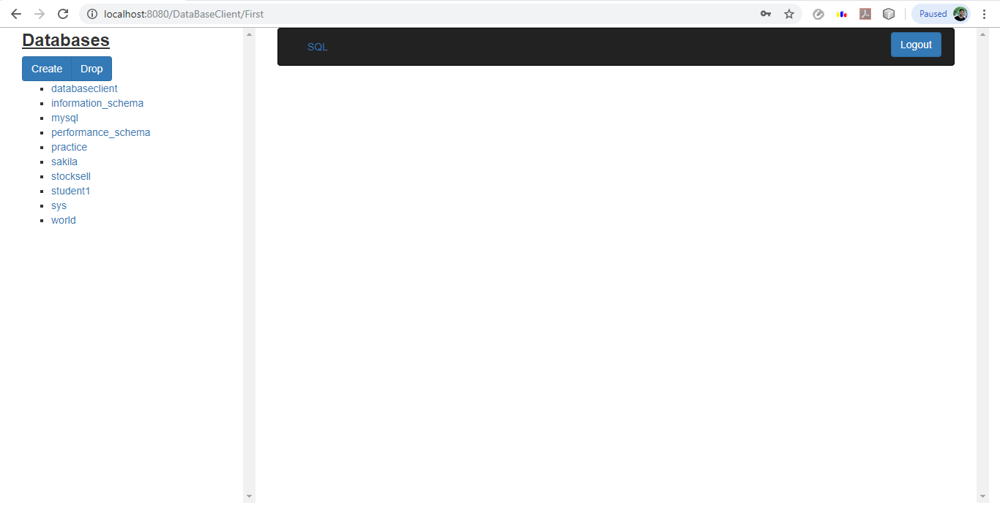 localhost:8080/DataBaseClient/First
Paused
Databases
Create Drop
databaseclient
information_schema
mysql
performance_schema
practice
sakila
stocksell
student1
sys
world
SQL
Logout